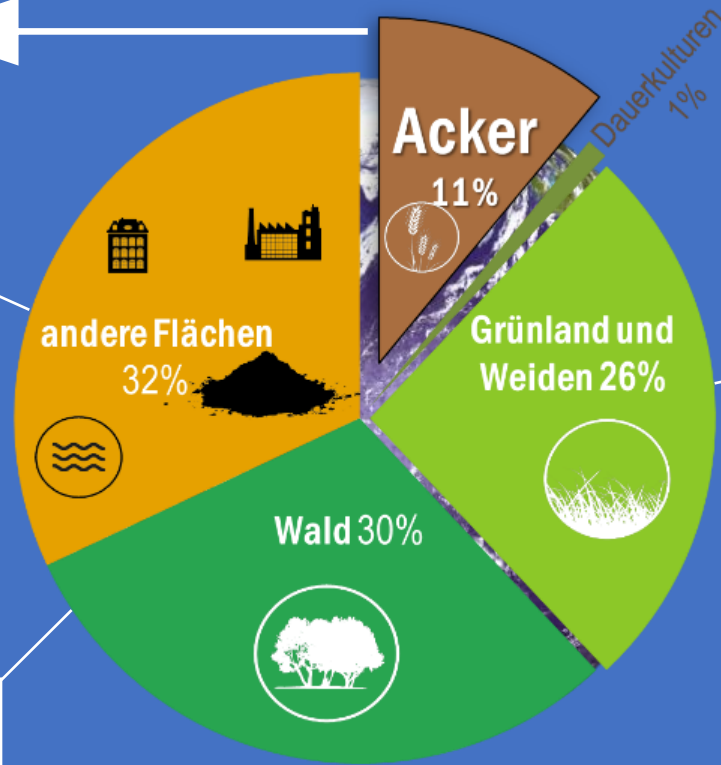 Acker
11%
Dauerkulturen
1%
Grünland und
Weiden 26%
Wald 30%
andere Flächen
32%